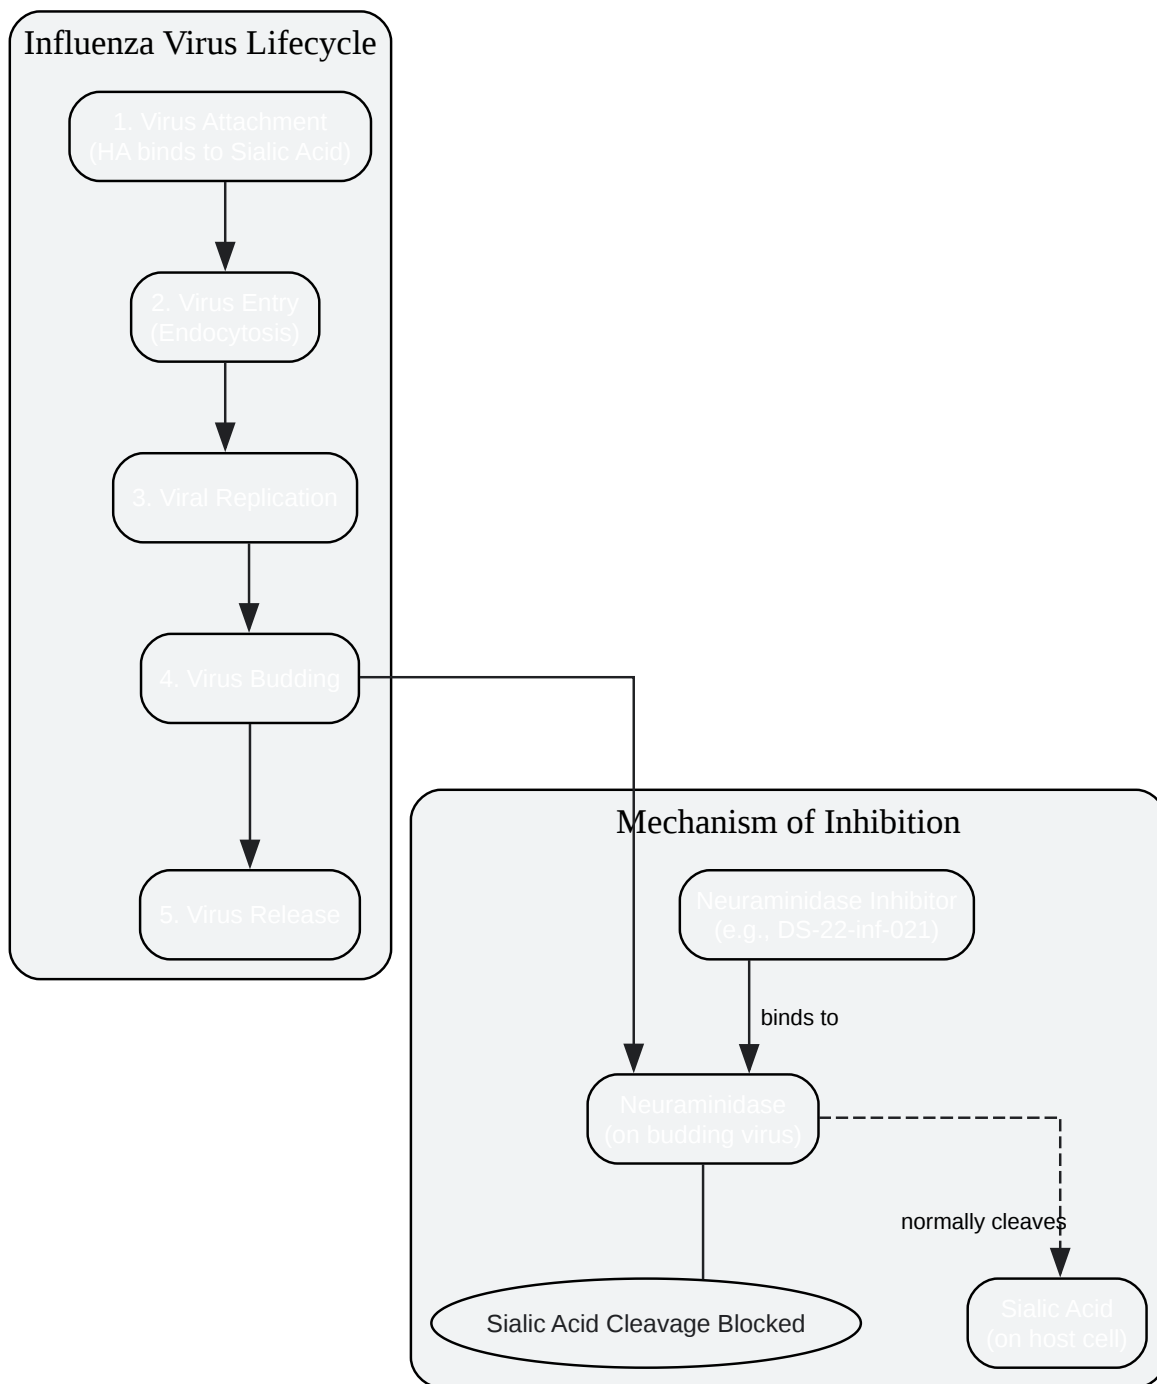 Influenza Virus Lifecycle
1. Virus Attachment
(HA binds to Sialic Acid)
2. Virus Entry
(Endocytosis)
3. Viral Replication
4. Virus Budding
5. Virus Release
Mechanism of Inhibition
Neuraminidase Inhibitor
(e.g., DS-22-inf-021)
binds to
Neuraminidase
(on budding virus)
normally cleaves
Sialic Acid Cleavage Blocked
Sialic Acid
(on host cell)